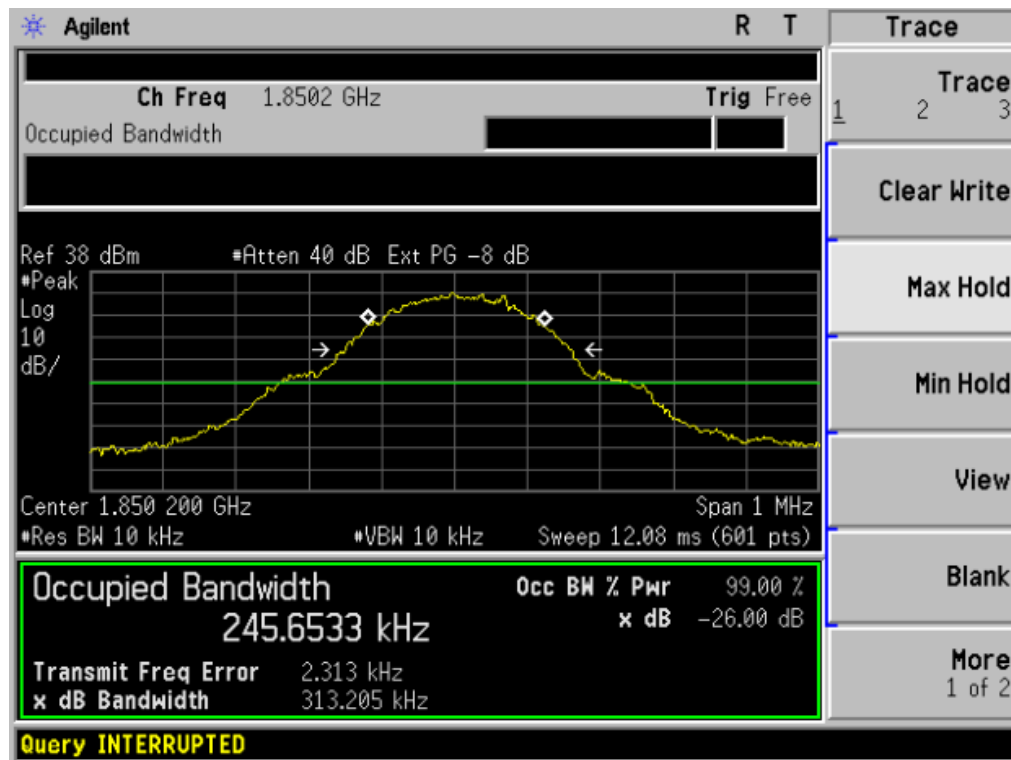 Agilent R T Trace
Ch Freq 1.8502 GHz Trig Free
Occupied Bandwidth
Trace
1 2 3
Clear Write
Ref 38 dBm #Atten 40 dB Ext PG -8 dB
#Peak
Log
10
dB/
Max Hold
Min Hold
View
Center 1.850 200 GHz Span 1 MHz
#Res BW 10 kHz #VBW 10 kHz Sweep 12.08 ms (601 pts)
Occupied Bandwidth Occ BW % Pwr 99.00 %
245.6533 kHz x dB -26.00 dB
Transmit Freq Error 2.313 kHz
x dB Bandwidth 313.205 kHz
Blank
More
1 of 2
Query INTERRUPTED